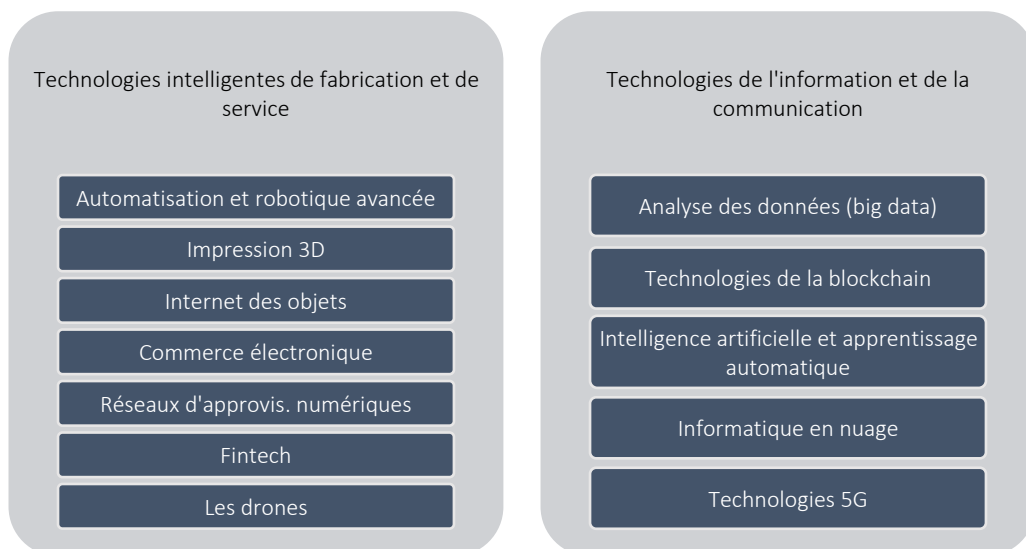 Technologies intelligentes de fabrication et de
service
Automatisation et robotique avancée
Impression 3D
Internet des objets
Commerce électronique
Réseaux d'approvis. numériques
Fintech
Les drones
Technologies de l'information et de la
communication
Analyse des données (big data)
Technologies de la blockchain
Intelligence artificielle et apprentissage
automatique
Informatique en nuage
Technologies 5G